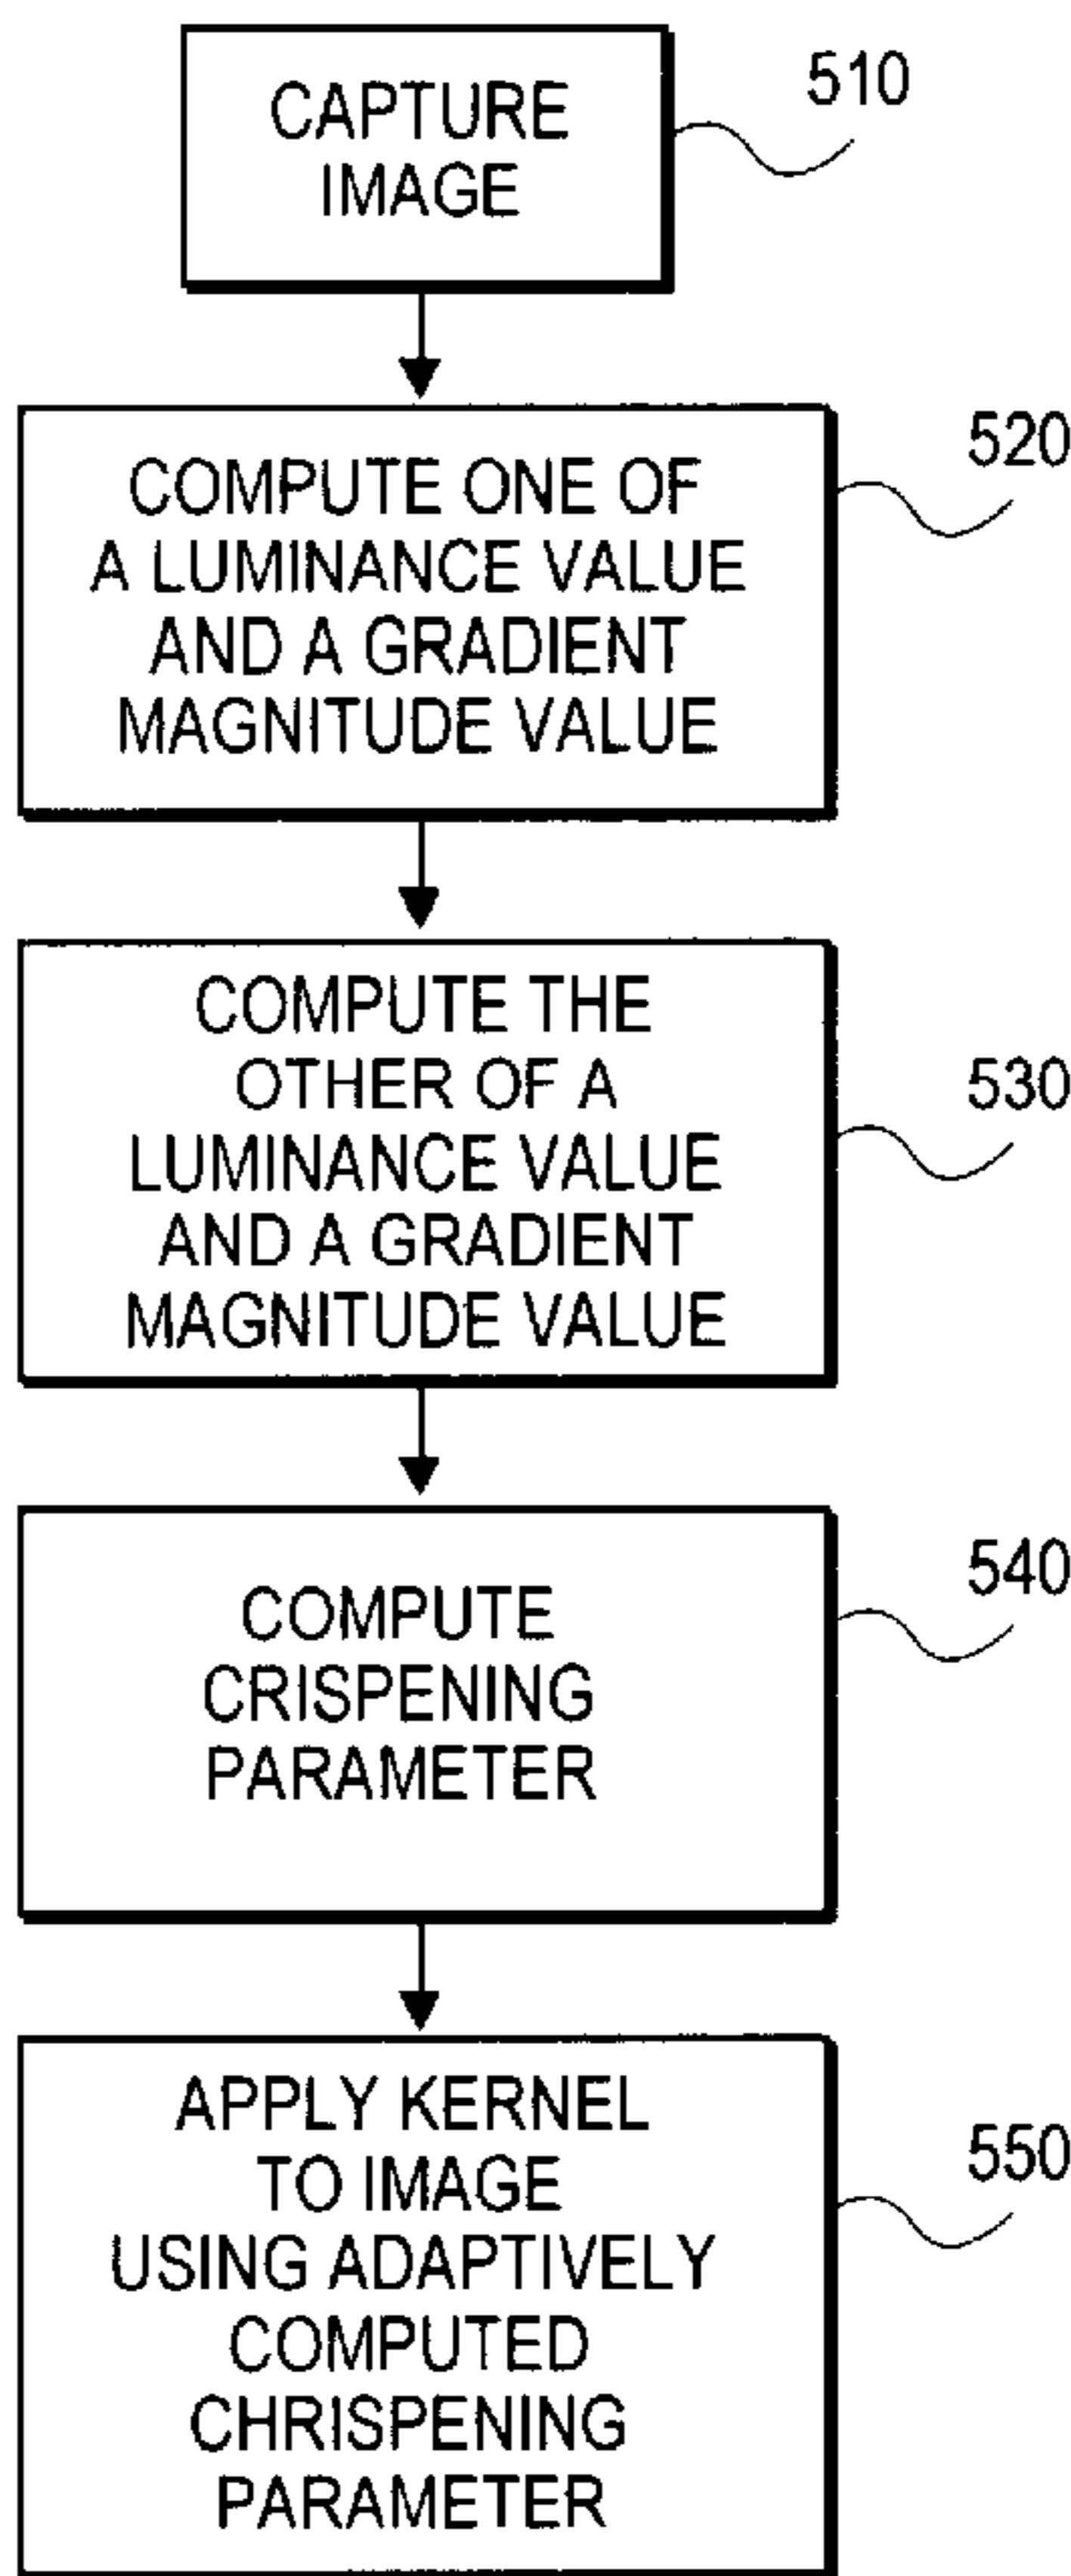 CAPTURE
IMAGE
510
COMPUTE ONE OF
A LUMINANCE VALUE
AND A GRADIENT
MAGNITUDE VALUE
520
COMPUTE THE
OTHER OF A
LUMINANCE VALUE
AND A GRADIENT
MAGNITUDE VALUE
530
COMPUTE
CRISPENING
PARAMETER
540
APPLY KERNEL
TO IMAGE
USING ADAPTIVELY
COMPUTED
CHRISPENING
PARAMETER
550